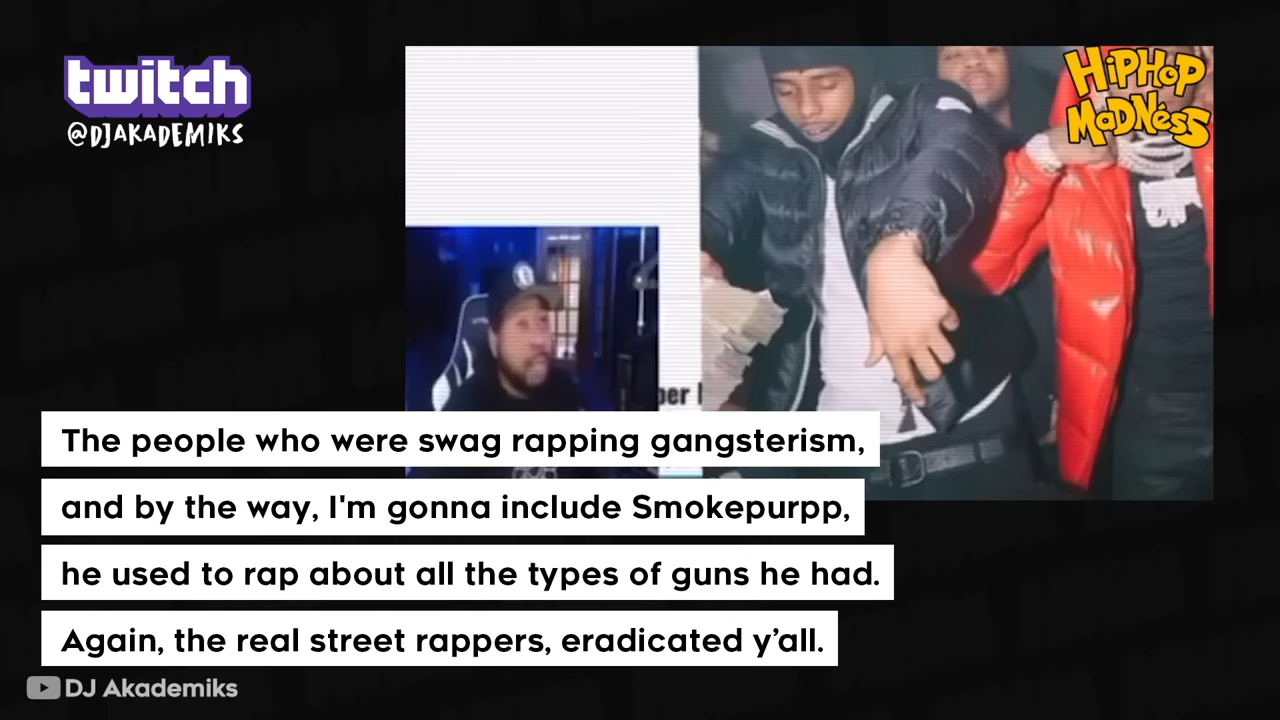 twitch
@DJAKADEMIKS
HiPHOP
MaDNéss
per
The people who were swag rapping gangsterism,
and by the way, I'm gonna include Smokepurpp,
he used to rap about all the types of guns he had.
Again, the real street rappers, eradicated y’all.
DJ Akademiks